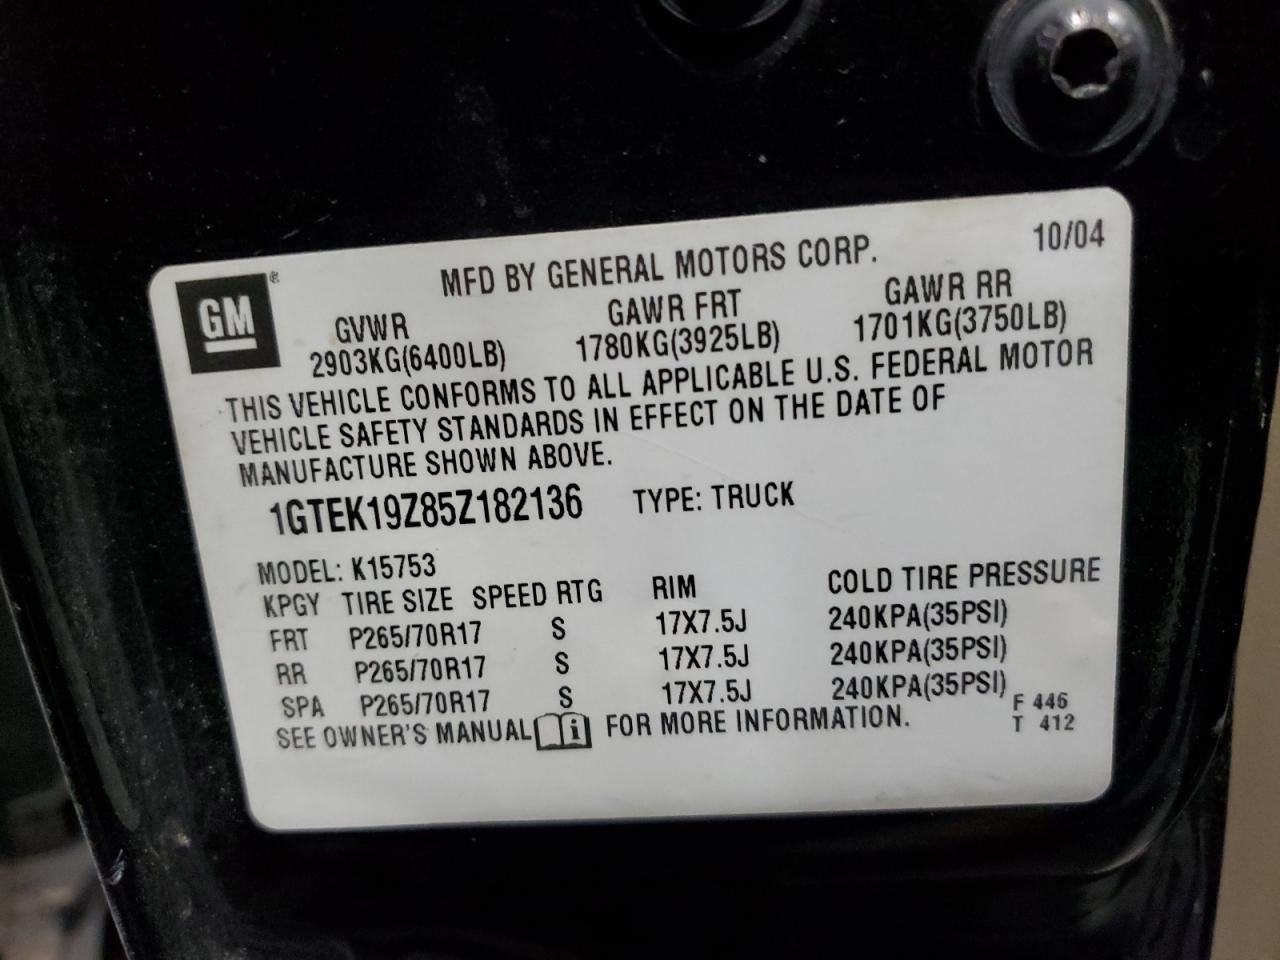 10/04
MFD BY GENERAL MOTORS CORP.
GM®
GVWR GAWR FRT GAWR RR
2903KG(6400LB) 1780KG(3925LB) 1701KG(3750LB)
THIS VEHICLE CONFORMS TO ALL APPLICABLE U.S. FEDERAL MOTOR
VEHICLE SAFETY STANDARDS IN EFFECT ON THE DATE OF
MANUFACTURE SHOWN ABOVE.
1GTEK19Z85Z182136 TYPE: TRUCK
MODEL: K15753
KPGY TIRE SIZE SPEED RTG RIM COLD TIRE PRESSURE
FRT P265/70R17 S 17X7.5J 240KPA(35PSI)
RR P265/70R17 S 17X7.5J 240KPA(35PSI)
SPA P265/70R17 S 17X7.5J 240KPA(35PSI)
SEE OWNER'S MANUAL i FOR MORE INFORMATION.
F 446
T 412